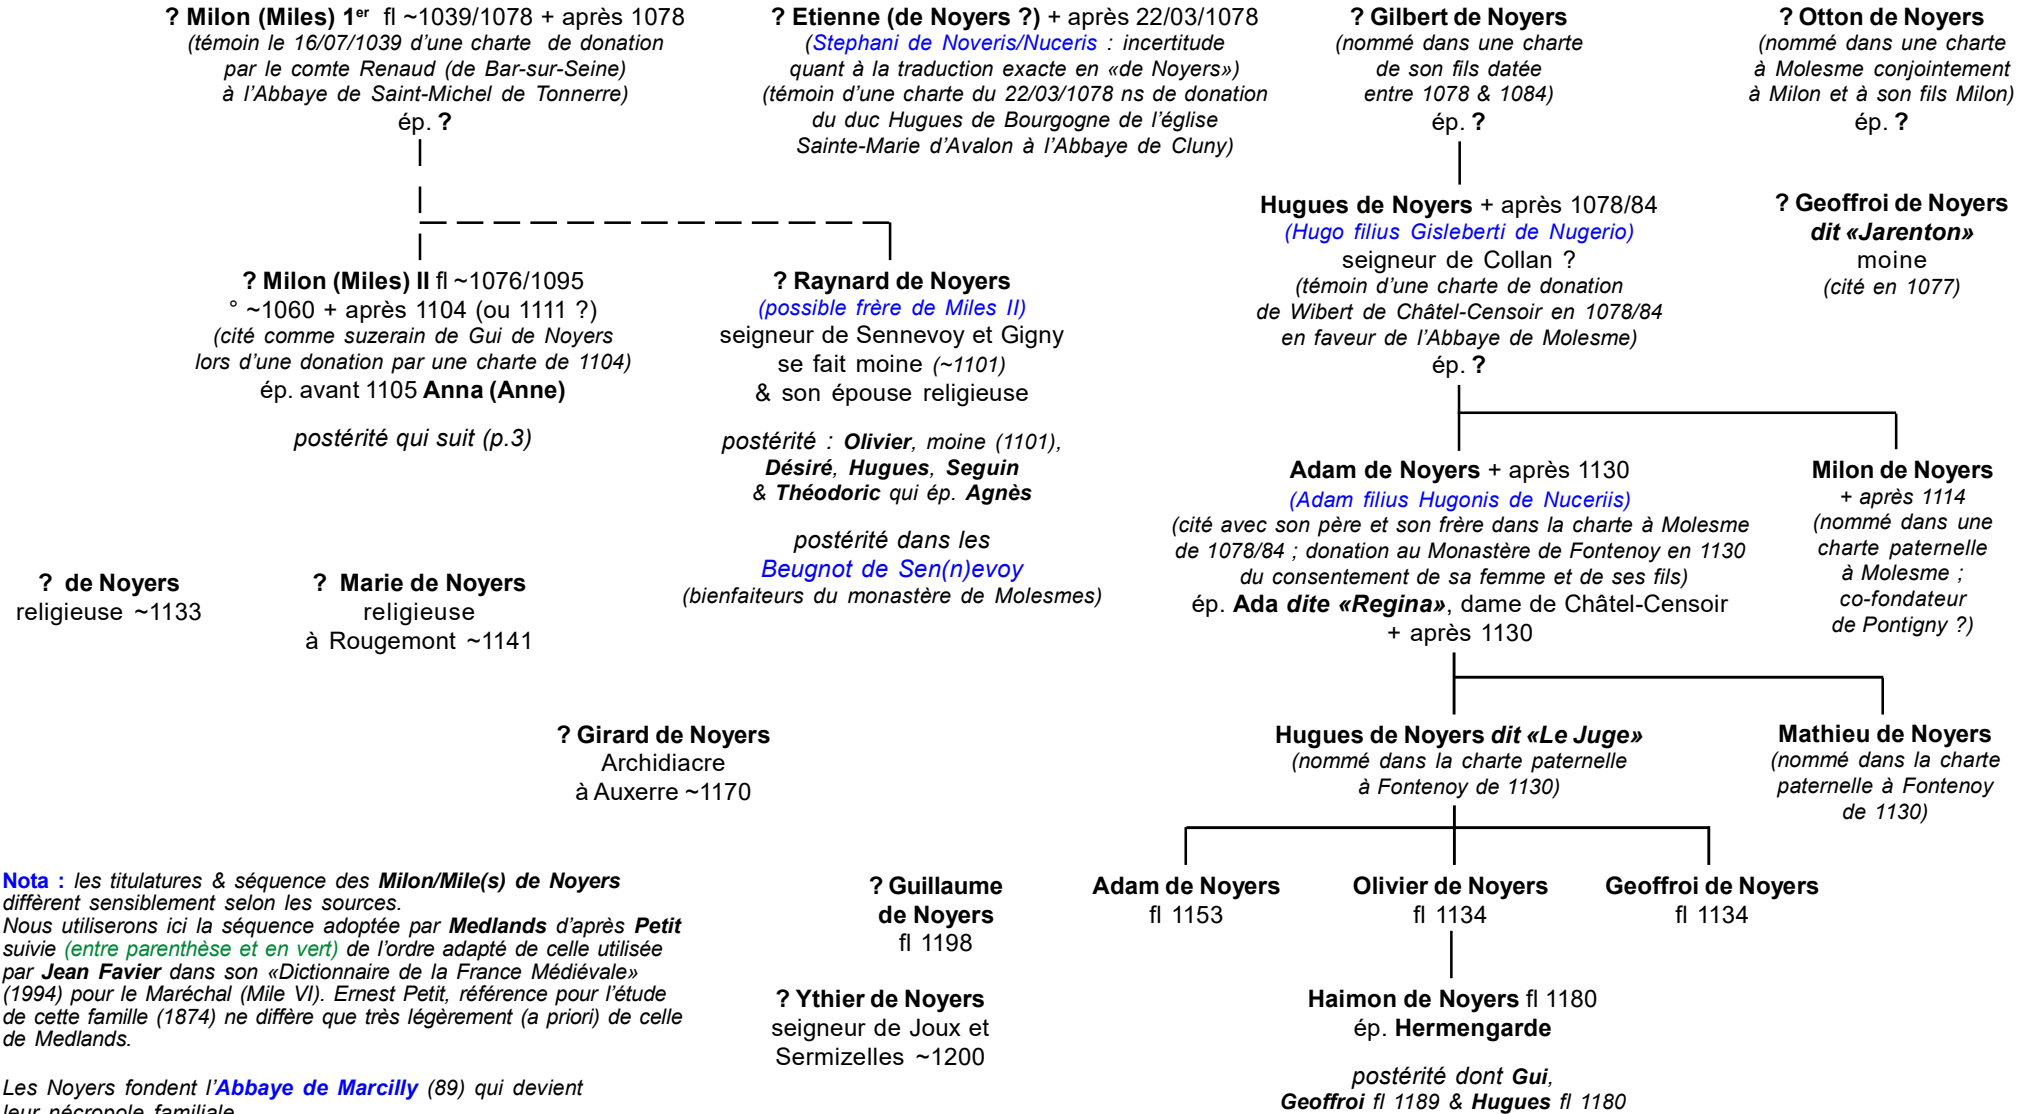 ? Milon (Miles) 1er fl ~1039/1078 + après 1078
(témoin le 16/07/1039 d’une charte de donation
par le comte Renaud (de Bar-sur-Seine)
à l’Abbaye de Saint-Michel de Tonnerre)
ép. ?
? Etienne (de Noyers ?) + après 22/03/1078
(Stephani de Noveris/Nuceris : incertitude
quant à la traduction exacte en «de Noyers»)
(témoin d’une charte du 22/03/1078 ns de donation
du duc Hugues de Bourgogne de l’église
Sainte-Marie d’Avalon à l’Abbaye de Cluny)
? Gilbert de Noyers
(nommé dans une charte
de son fils datée
entre 1078 & 1084)
ép. ?
? Otton de Noyers
(nommé dans une charte
à Molesme conjointement
à Milon et à son fils Milon)
ép. ?
? Milon (Miles) II fl ~1076/1095
° ~1060 + après 1104 (ou 1111 ?)
(cité comme suzerain de Gui de Noyers
lors d’une donation par une charte de 1104)
ép. avant 1105 Anna (Anne)
postérité qui suit (p.3)
? Raynard de Noyers
(possible frère de Miles II)
seigneur de Sennevoy et Gigny
se fait moine (~1101)
& son épouse religieuse
postérité : Olivier, moine (1101),
Désiré, Hugues, Seguin
& Théodoric qui ép. Agnès
postérité dans les
Beugnot de Sen(n)evoy
(bienfaiteurs du monastère de Molesmes)
Hugues de Noyers + après 1078/84
(Hugo filius Gisleberti de Nugerio)
seigneur de Collan ?
(témoin d’une charte de donation
de Wibert de Châtel-Censoir en 1078/84
en faveur de l’Abbaye de Molesme)
ép. ?
? Geoffroi de Noyers
dit «Jarenton»
moine
(cité en 1077)
Adam de Noyers + après 1130
(Adam filius Hugonis de Nuceriis)
(cité avec son père et son frère dans la charte à Molesme
de 1078/84 ; donation au Monastère de Fontenoy en 1130
du consentement de sa femme et de ses fils)
ép. Ada dite «Regina», dame de Châtel-Censoir
+ après 1130
Milon de Noyers
+ après 1114
(nommé dans une
charte paternelle
à Molesme ;
co-fondateur
de Pontigny ?)
? de Noyers
religieuse ~1133
? Marie de Noyers
religieuse
à Rougemont ~1141
? Girard de Noyers
Archidiacre
à Auxerre ~1170
Hugues de Noyers dit «Le Juge»
(nommé dans la charte paternelle
à Fontenoy de 1130)
Mathieu de Noyers
(nommé dans la charte
paternelle à Fontenoy
de 1130)
Nota : les titulatures & séquence des Milon/Mile(s) de Noyers
diffèrent sensiblement selon les sources.
Nous utiliserons ici la séquence adoptée par Medlands d’après Petit
suivie (entre parenthèse et en vert) de l’ordre adapté de celle utilisée
par Jean Favier dans son «Dictionnaire de la France Médiévale»
(1994) pour le Maréchal (Mile VI). Ernest Petit, référence pour l’étude
de cette famille (1874) ne diffère que très légèrement (a priori) de celle
de Medlands.
Les Noyers fondent l’Abbaye de Marcilly (89) qui devient
leur nécropole familiale
? Guillaume
de Noyers
fl 1198
? Ythier de Noyers
seigneur de Joux et
Sermizelles ~1200
Adam de Noyers
fl 1153
Olivier de Noyers
fl 1134
Geoffroi de Noyers
fl 1134
Haimon de Noyers fl 1180
ép. Hermengarde
postérité dont Gui,
Geoffroi fl 1189 & Hugues fl 1180